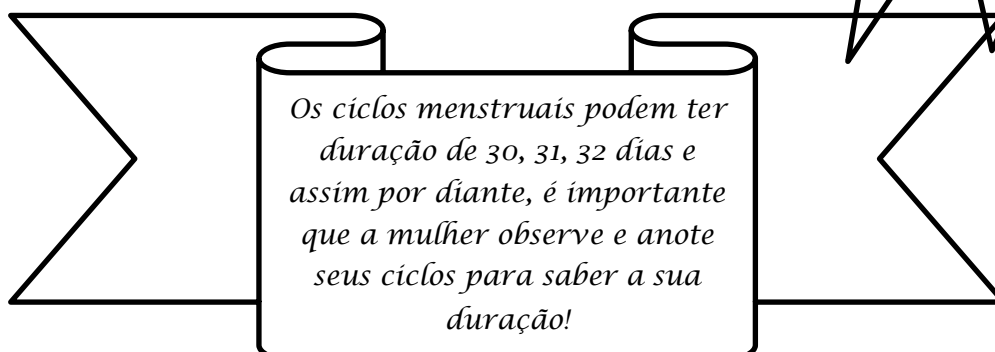 Os ciclos menstruais podem ter
duração de 30, 31, 32 dias e
assim por diante, é importante
que a mulher observe e anote
seus ciclos para saber a sua
duração!